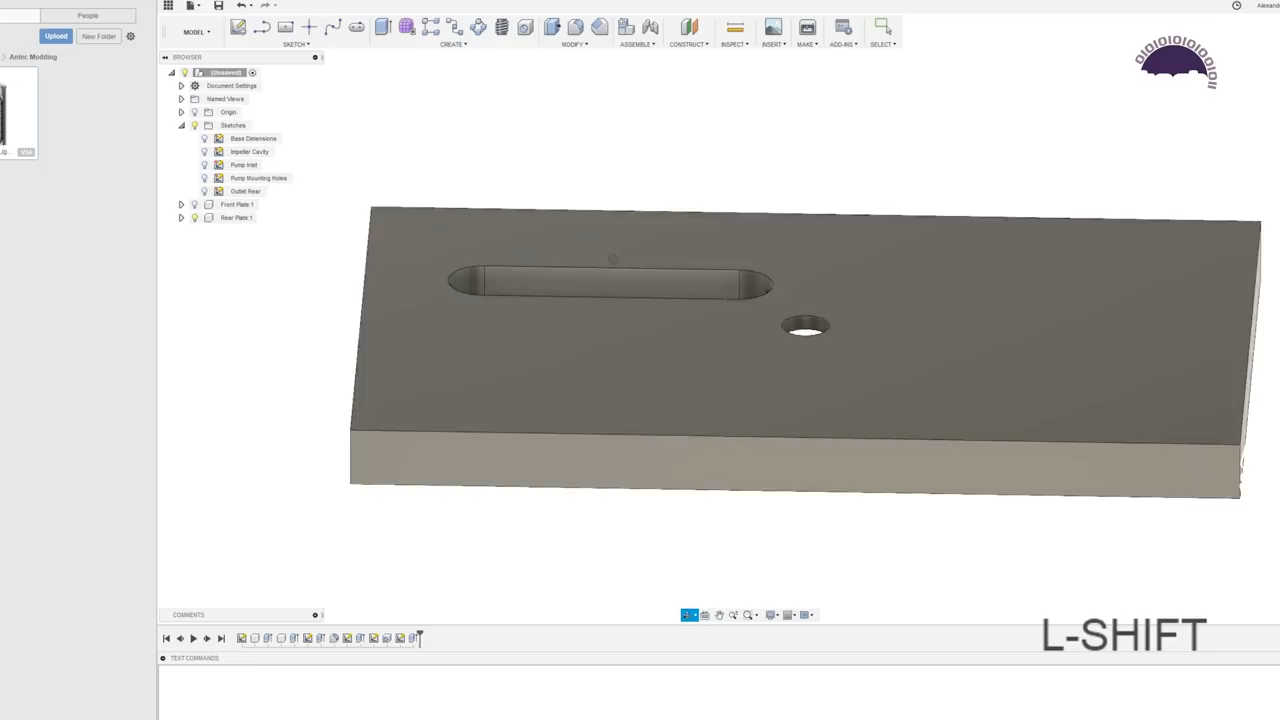 People
Alexand
Upload
New Folder
MODEL
SKETCH
CREATE
MODIFY
ASSEMBLE
CONSTRUCT
INSPECT
INSERT
MAKE
ADD-INS
SELECT
Antec Modding
BROWSER
(Unsaved)
Document Settings
Named Views
Origin
Sketches
Base Dimensions
Impeller Cavity
Pump Inlet
Pump Mounting Holes
Outlet Rear
Front Plate:1
Rear Plate:1
COMMENTS
L-SHIFT
TEXT COMMANDS